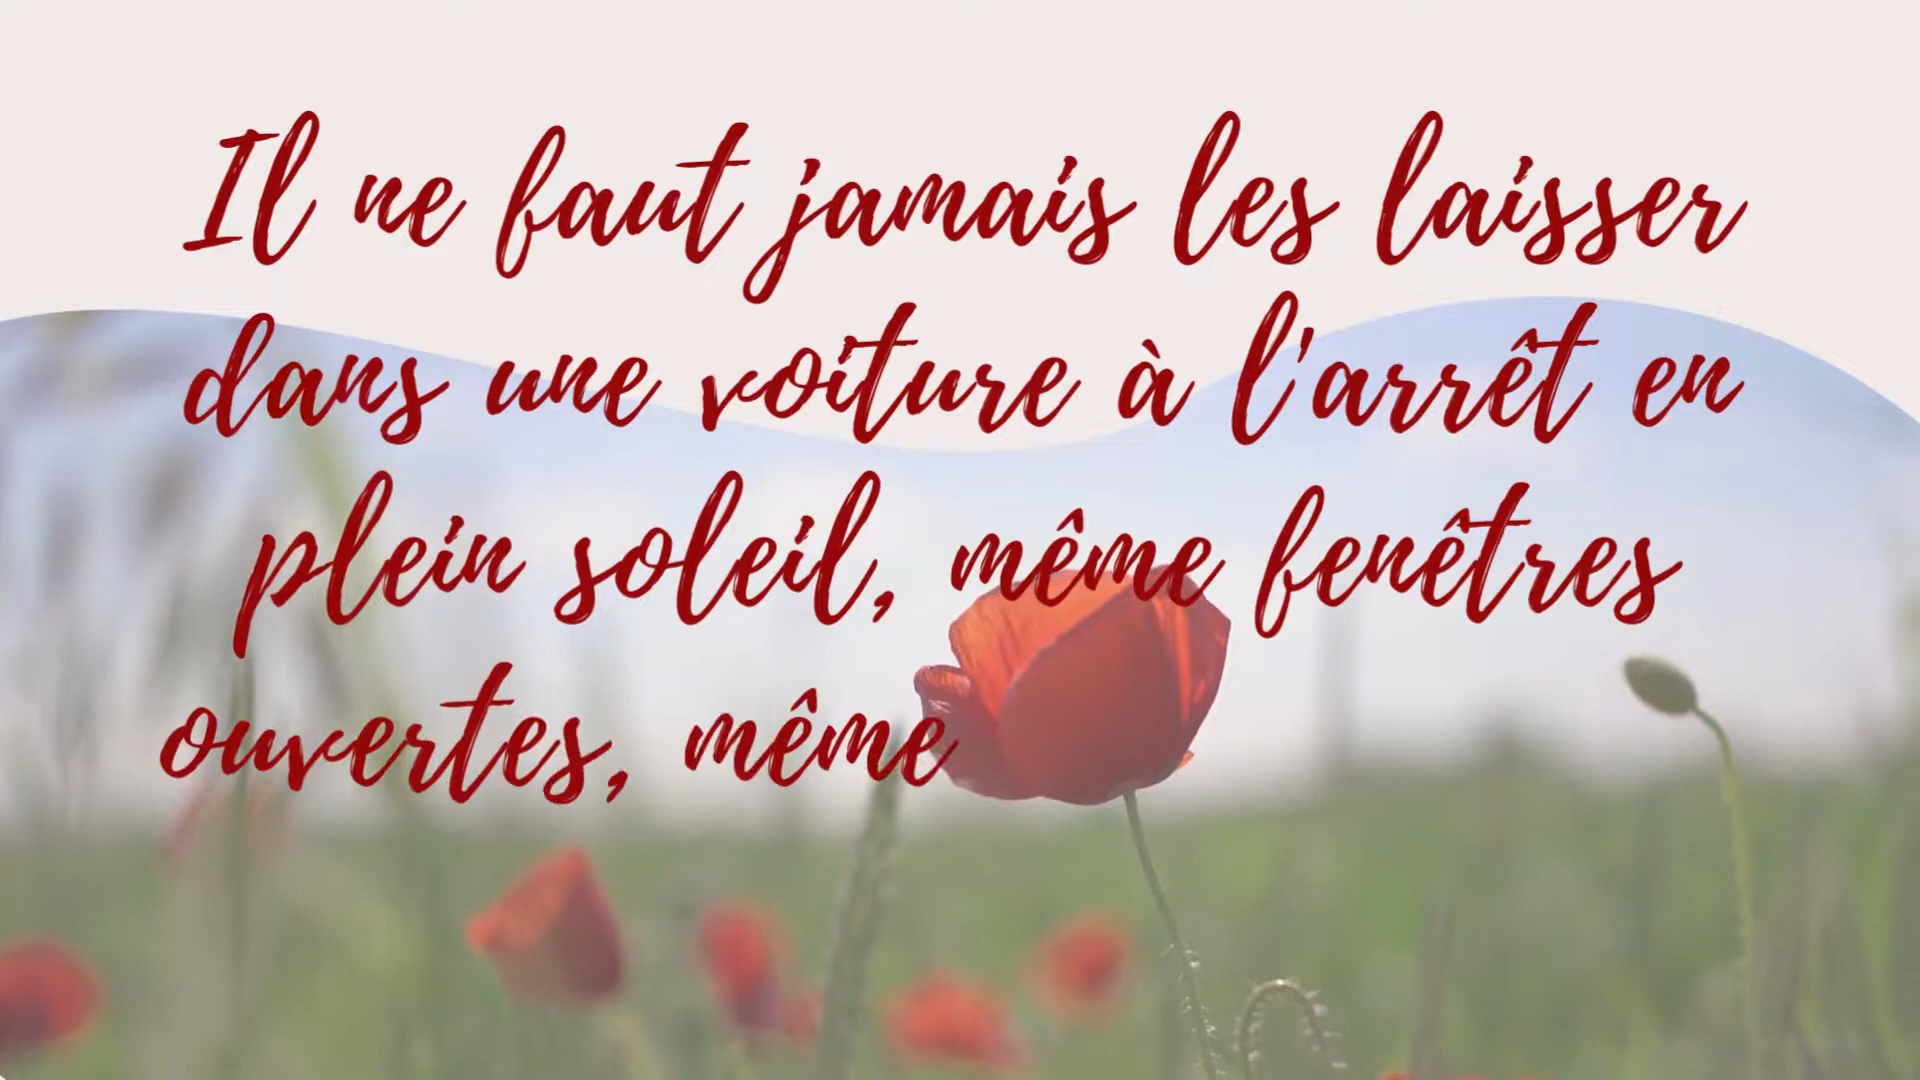 Il ne faut jamais les laisser
dans une voiture à l'arrêt en
plein soleil, même fenêtres
ouvertes, même